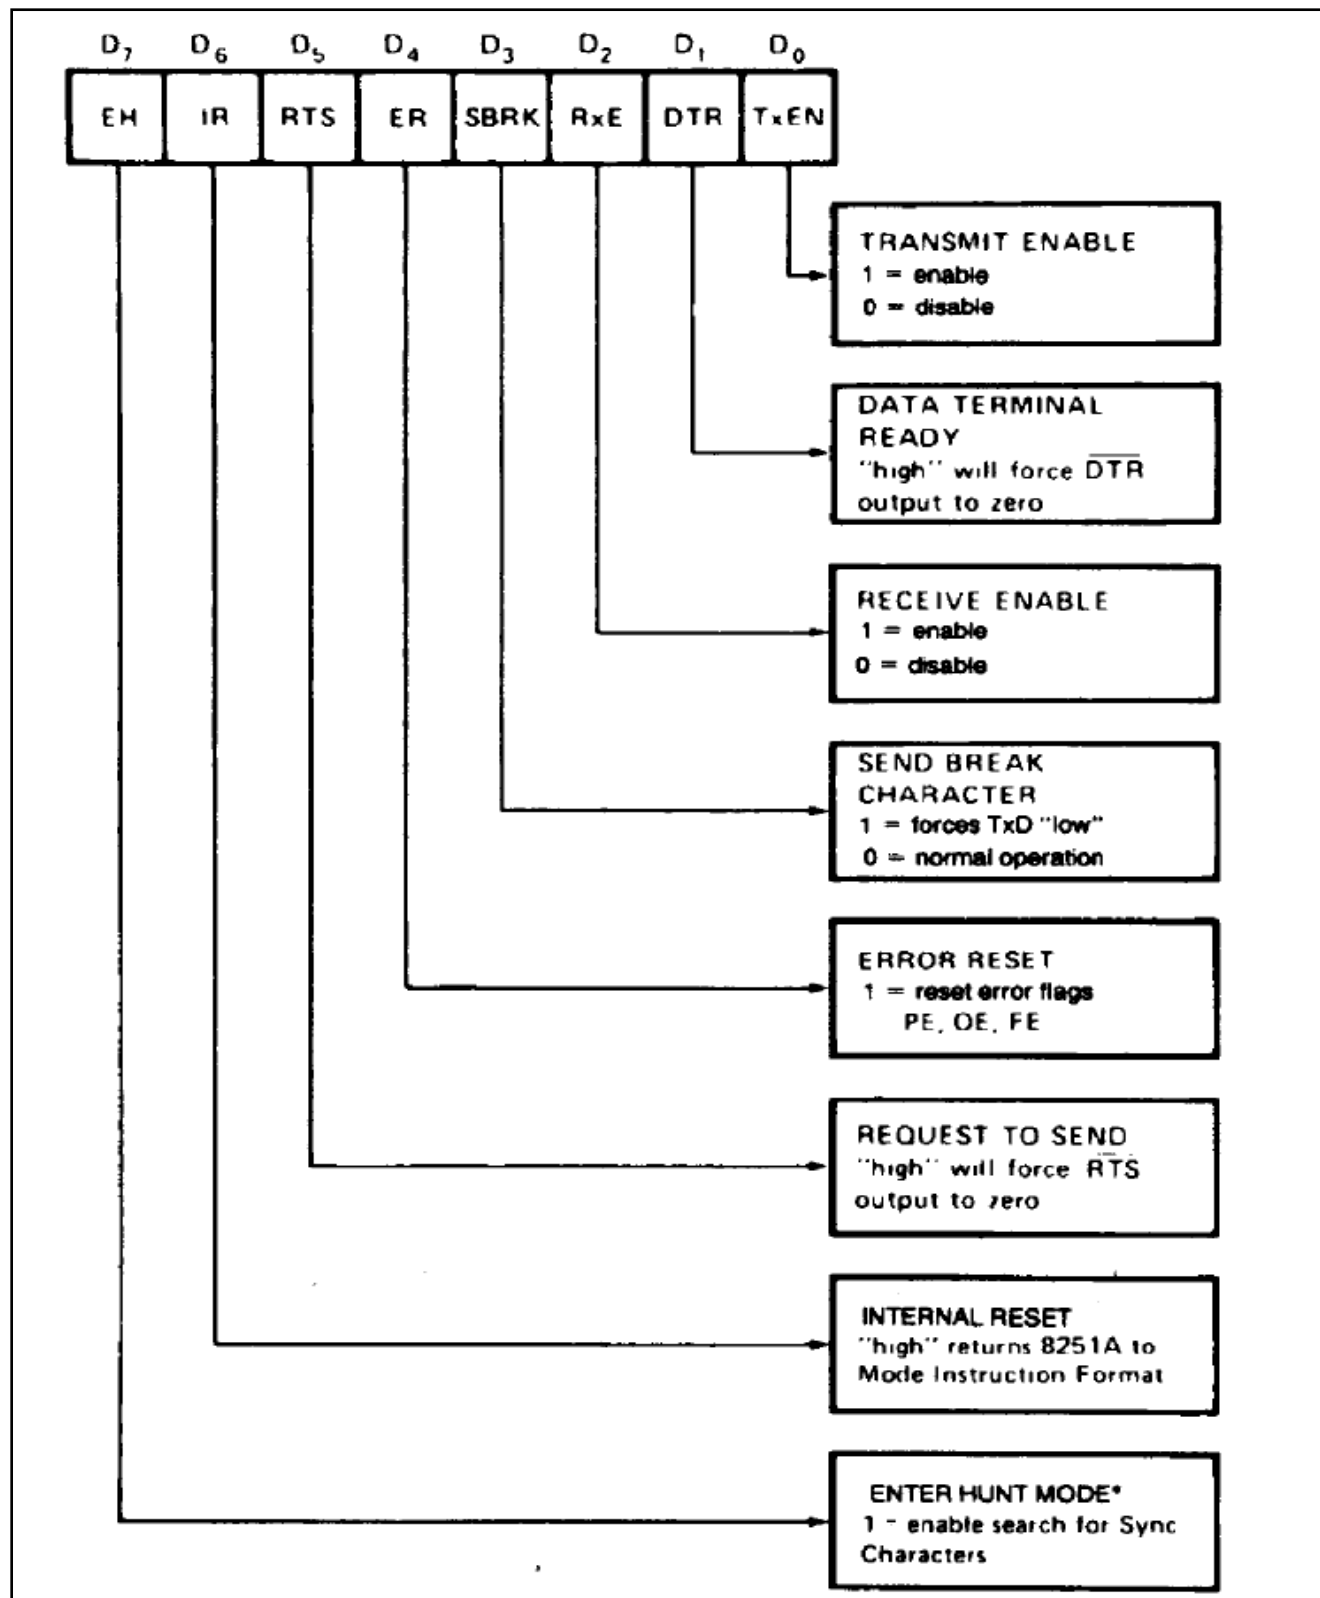 D7 D6 D5 D4 D3 D2 D1 D0
EH IR RTS ER SBRK RxE DTR TxEN
TRANSMIT ENABLE
1 = enable
0 = disable
DATA TERMINAL
READY
"high" will force D̅T̅R̅
output to zero
RECEIVE ENABLE
1 = enable
0 = disable
SEND BREAK
CHARACTER
1 = forces TxD "low"
0 = normal operation
ERROR RESET
1 = reset error flags
PE, OE, FE
REQUEST TO SEND
"high" will force R̅T̅S̅
output to zero
INTERNAL RESET
"high" returns 8251A to
Mode Instruction Format
ENTER HUNT MODE*
1 = enable search for Sync
Characters